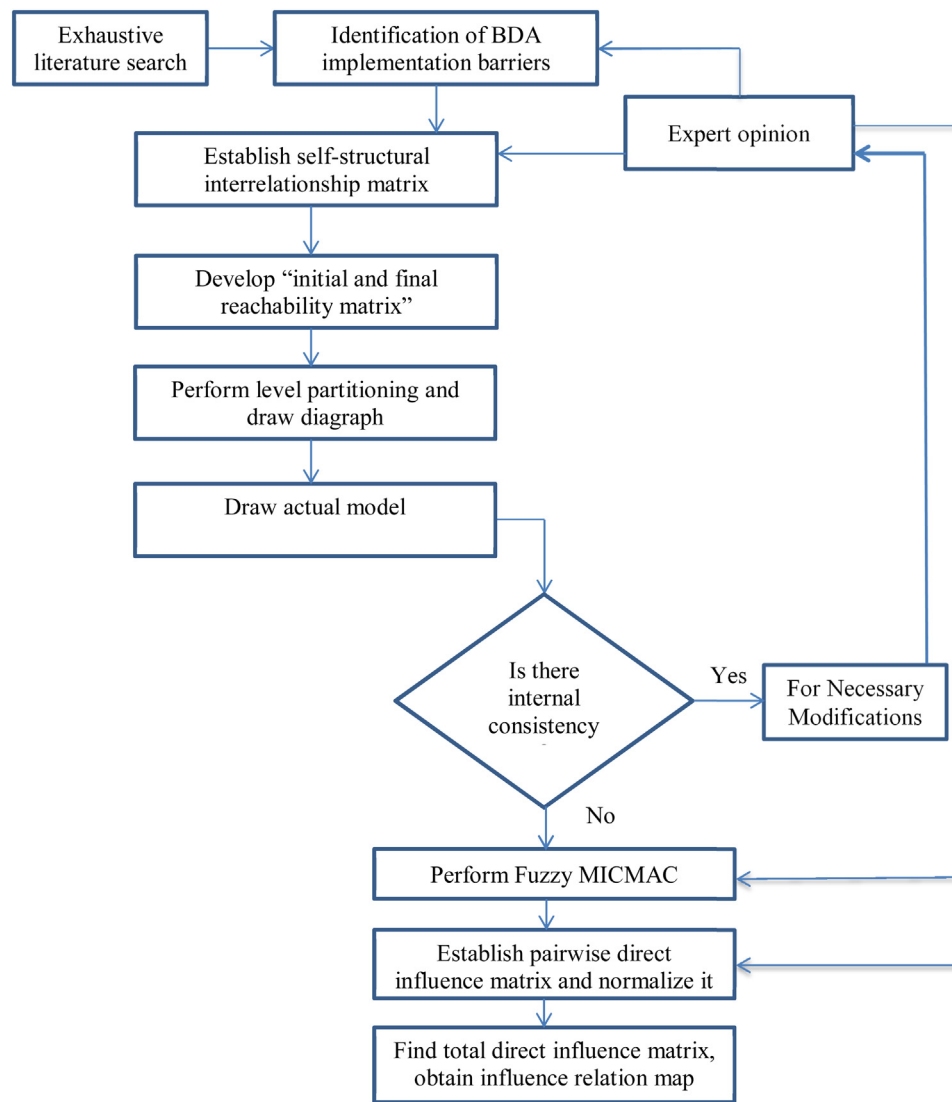 Exhaustive
literature search
Identification of BDA
implementation barriers
Expert opinion
Establish self-structural
interrelationship matrix
Develop “initial and final
reachability matrix”
Perform level partitioning and
draw diagraph
Draw actual model
Is there
internal
consistency
Yes
For Necessary
Modifications
No
Perform Fuzzy MICMAC
Establish pairwise direct
influence matrix and normalize it
Find total direct influence matrix,
obtain influence relation map